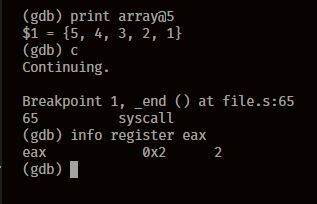 (gdb) print array@5
$1 = {5, 4, 3, 2, 1}
(gdb) c
Continuing.
Breakpoint 1, _end () at file.s:65
65          syscall
(gdb) info register eax
eax            0x2      2
(gdb)